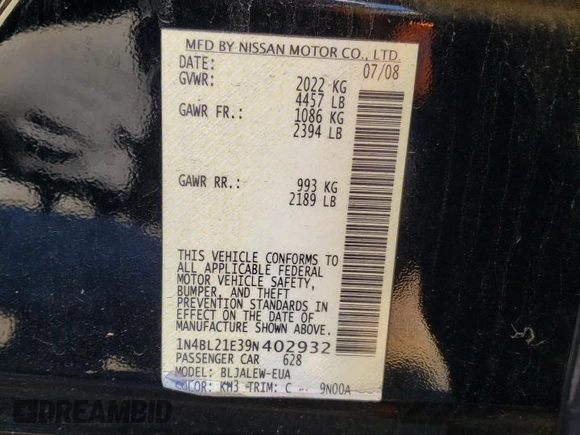 MFD BY NISSAN MOTOR CO., LTD.
DATE: 07/08
GVWR: 2022 KG
4457 LB
GAWR FR.: 1086 KG
2394 LB
GAWR RR.: 993 KG
2189 LB
THIS VEHICLE CONFORMS TO
ALL APPLICABLE FEDERAL
MOTOR VEHICLE SAFETY,
BUMPER, AND THEFT
PREVENTION STANDARDS IN
EFFECT ON THE DATE OF
MANUFACTURE SHOWN ABOVE.
1N4BL21E39N402932
PASSENGER CAR 628
MODEL: BLJALEW-EUA
COLOR: KH3 TRIM: C 9N00A
DREAMBID